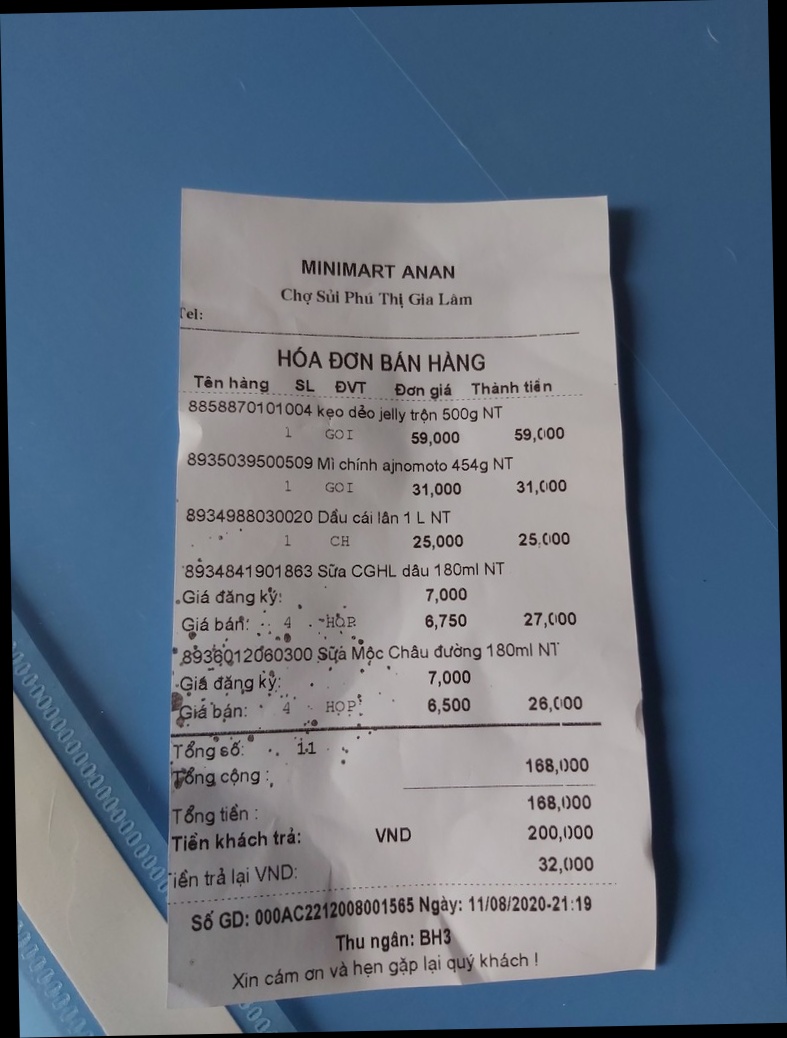 MINIMART ANAN
Chợ Sủi Phú Thị Gia Lâm
Tel:
HÓA ĐƠN BÁN HÀNG
Tên hàng SL ĐVT Đơn giá Thành tiền
8858870101004 kẹo dẻo jelly trộn 500g NT
1 GOI 59,000 59,000
8935039500509 Mì chính ajnomoto 454g NT
1 GOI 31,000 31,000
8934988030020 Dầu cái lân 1 L NT
1 CH 25,000 25,000
8934841901863 Sữa CGHL dâu 180ml NT
Giá đăng ký: 7,000
Giá bán: 4 HOP 6,750 27,000
8936012060300 Sữa Mộc Châu đường 180ml NT
Giá đăng ký: 7,000
Giá bán: 4 HOP 6,500 26,000
Tổng số: 11
Tổng cộng : 168,000
Tổng tiền : 168,000
Tiền khách trả: VND 200,000
Tiền trả lại VND: 32,000
Số GD: 000AC2212008001565 Ngày: 11/08/2020-21:19
Thu ngân: BH3
Xin cám ơn và hẹn gặp lại quý khách !